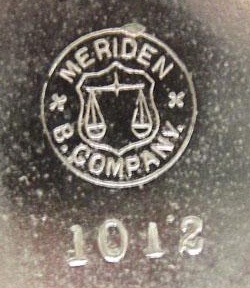 MERIDEN
B. COMPANY.
1012